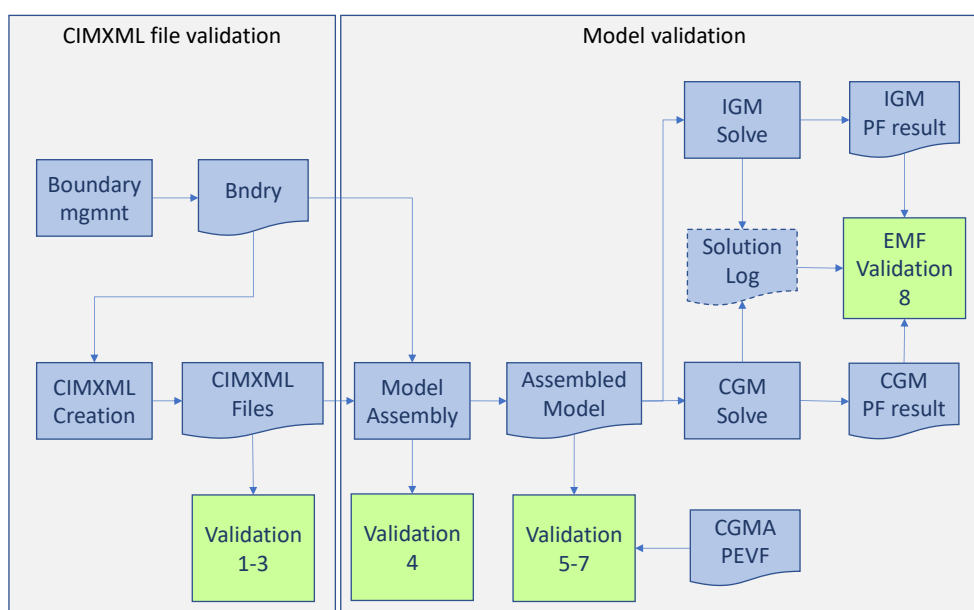 CIMXML file validation
Model validation
IGM
Solve
IGM
PF result
Boundary
mgmnt
Bndry
Solution
Log
EMF
Validation
8
CIMXML
Creation
CIMXML
Files
Model
Assembly
Assembled
Model
CGM
Solve
CGM
PF result
Validation
1-3
Validation
4
Validation
5-7
CGMA
PEVF